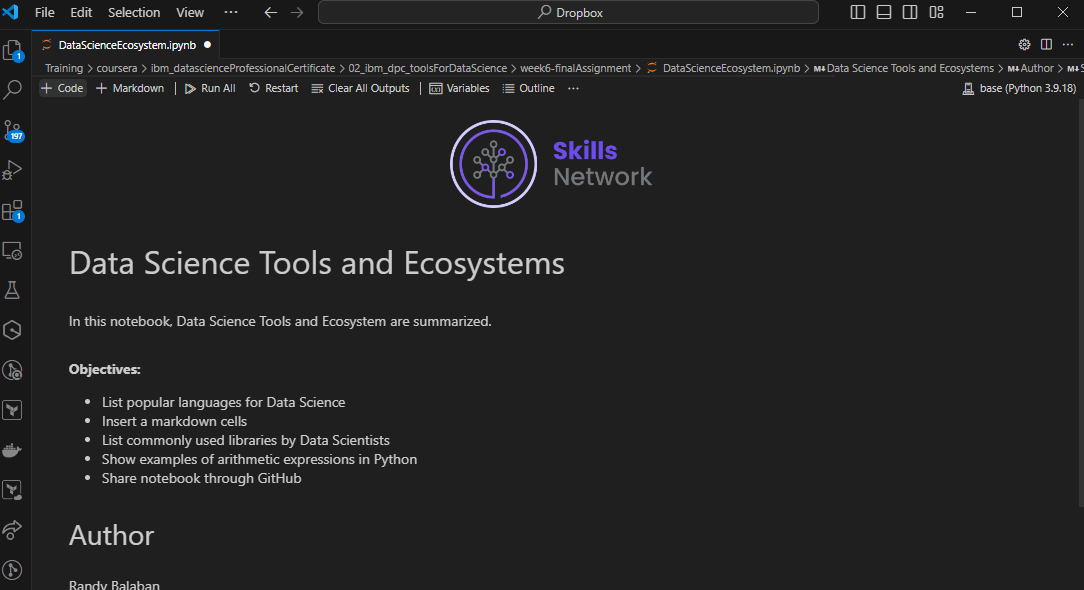 File Edit Selection View ··· Dropbox
1
DataScienceEcosystem.ipynb
Training > coursera > ibm_datascienceProfessionalCertificate > 02_ibm_dpc_toolsForDataScience > week6-finalAssignment > DataScienceEcosystem.ipynb > M↓Data Science Tools and Ecosystems > M↓Author > M↓S
+ Code + Markdown | Run All Restart Clear All Outputs | Variables Outline ··· base (Python 3.9.18)
197
1
Skills
Network
Data Science Tools and Ecosystems
In this notebook, Data Science Tools and Ecosystem are summarized.
Objectives:
• List popular languages for Data Science
• Insert a markdown cells
• List commonly used libraries by Data Scientists
• Show examples of arithmetic expressions in Python
• Share notebook through GitHub
Author
Randy Balaban